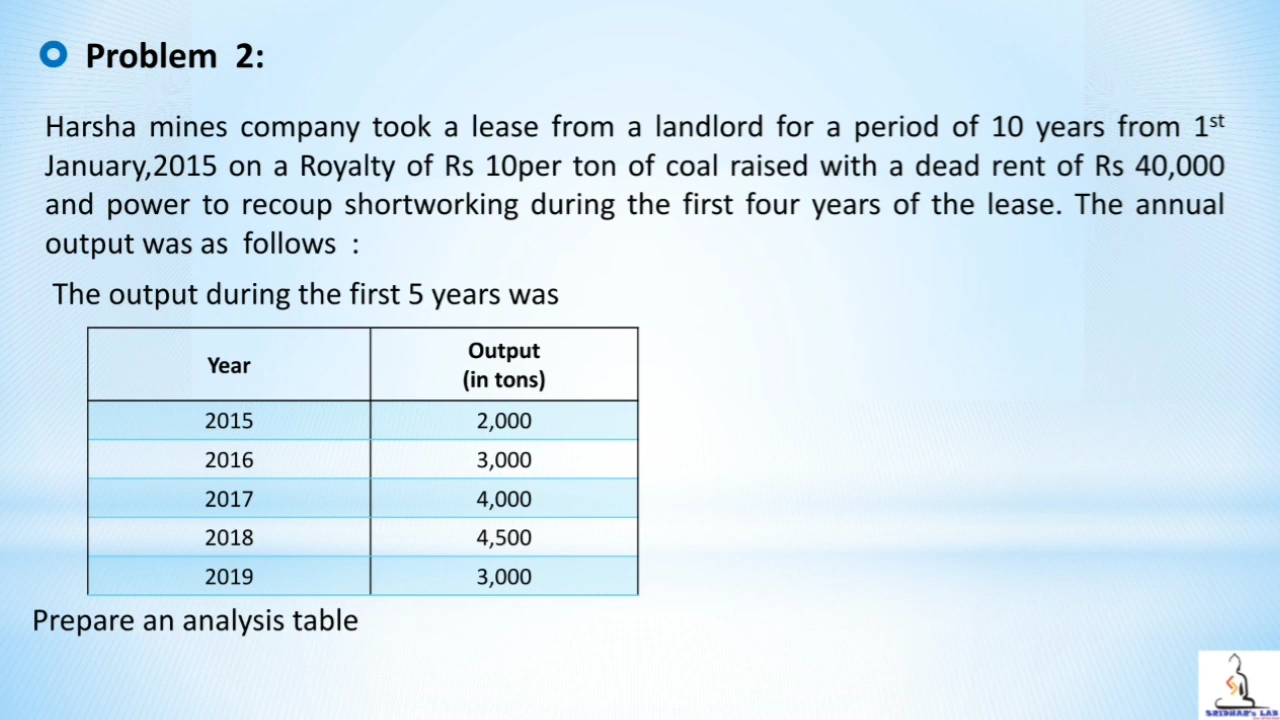 Problem 2:
Harsha mines company took a lease from a landlord for a period of 10 years from 1st
January,2015 on a Royalty of Rs 10per ton of coal raised with a dead rent of Rs 40,000
and power to recoup shortworking during the first four years of the lease. The annual
output was as follows :
The output during the first 5 years was
Year Output (in tons)
2015 2,000
2016 3,000
2017 4,000
2018 4,500
2019 3,000
Prepare an analysis table
SRIDHAR's LAB